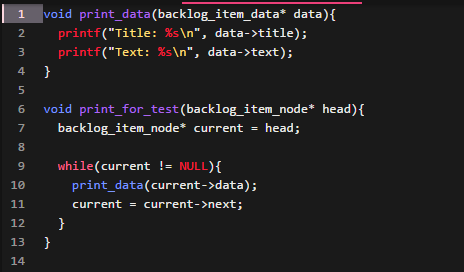 1 void print_data(backlog_item_data* data){
2   printf("Title: %s\n", data->title);
3   printf("Text: %s\n", data->text);
4 }
5
6 void print_for_test(backlog_item_node* head){
7   backlog_item_node* current = head;
8
9   while(current != NULL){
10     print_data(current->data);
11     current = current->next;
12   }
13 }
14